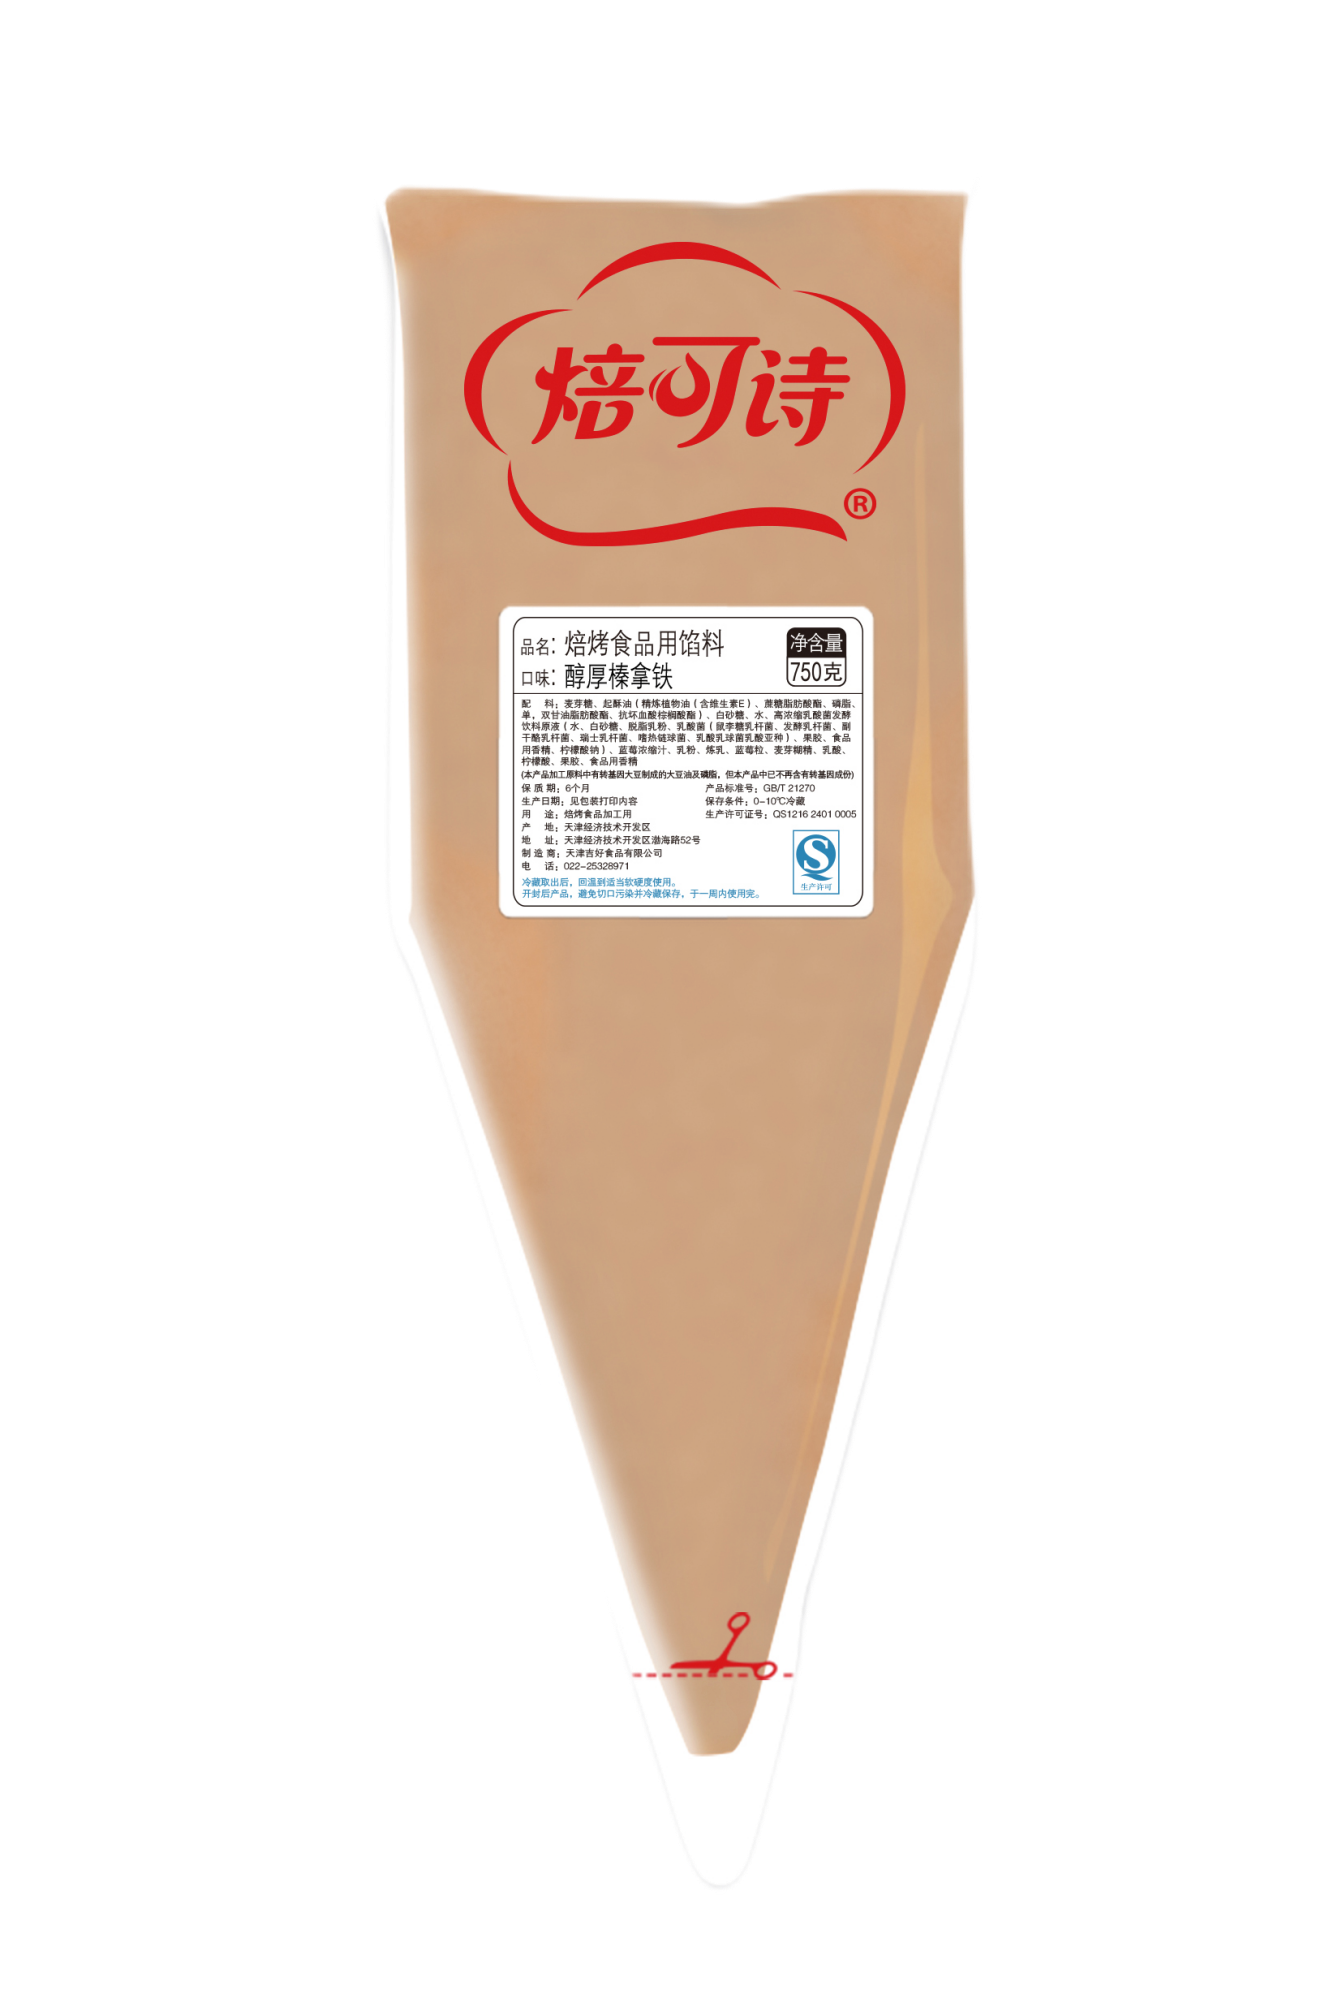 焙可诗
®
品名：焙烤食品用馅料
净含量
口味：醇厚榛拿铁
750克
配 料：麦芽糖、起酥油（精炼植物油（含维生素E）、蔗糖脂肪酸酯、磷脂、
单，双甘油脂肪酸酯、抗坏血酸棕榈酸酯）、白砂糖、水、高浓缩乳酸菌发酵
饮料原液（水、白砂糖、脱脂乳粉、乳酸菌（鼠李糖乳杆菌、发酵乳杆菌、副
干酪乳杆菌、瑞士乳杆菌、嗜热链球菌、乳酸乳球菌乳酸亚种）、果胶、食品
用香精、柠檬酸钠）、蓝莓浓缩汁、乳粉、炼乳、蓝莓粒、麦芽糊精、乳酸、
柠檬酸、果胶、食品用香精
(本产品加工原料中有转基因大豆制成的大豆油及磷脂，但本产品中已不再含有转基因成份)
保 质 期：6个月 产品标准号：GB/T 21270
生产日期：见包装打印内容 保存条件：0-10℃冷藏
用 途：焙烤食品加工用 生产许可证号：QS1216 2401 0005
产 地：天津经济技术开发区
地 址：天津经济技术开发区渤海路52号
制 造 商：天津吉好食品有限公司
电 话：022-25328971
生产许可
冷藏取出后，回温到适当软硬度使用。
开封后产品，避免切口污染并冷藏保存，于一周内使用完。